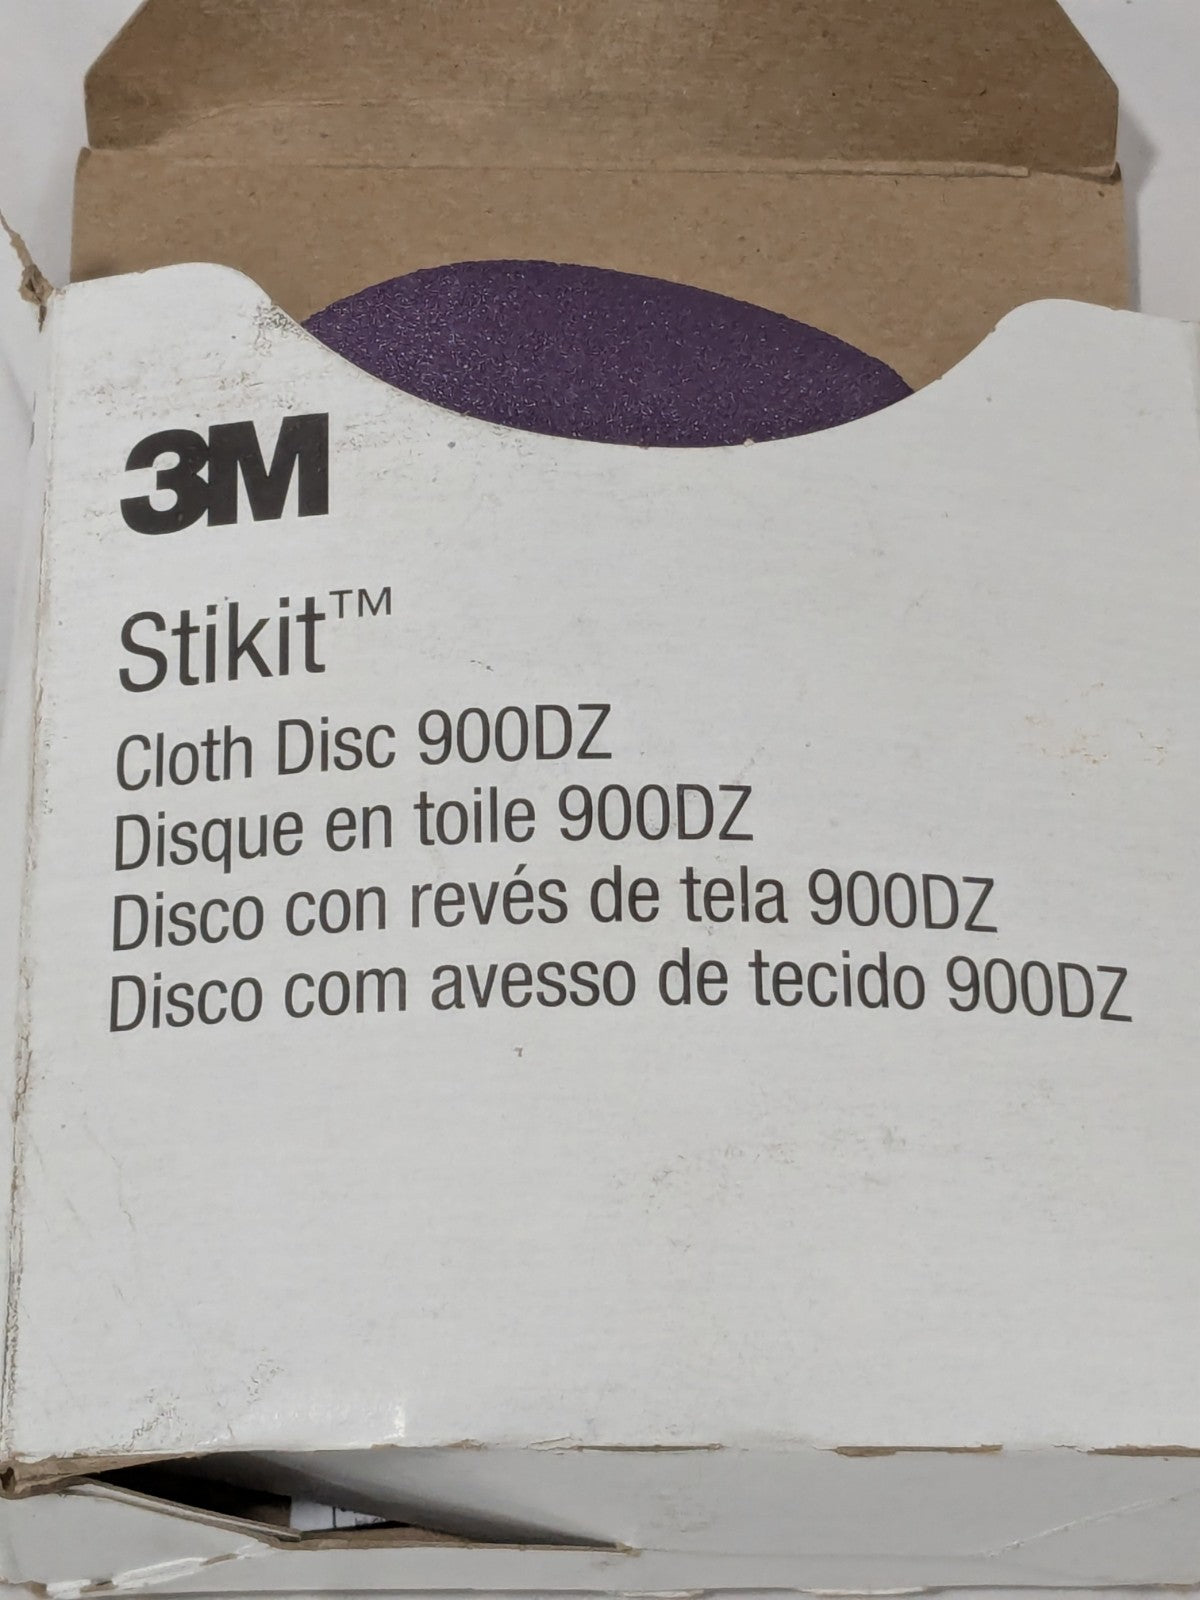 3M
Stikit™
Cloth Disc 900DZ
Disque en toile 900DZ
Disco con revés de tela 900DZ
Disco com avesso de tecido 900DZ